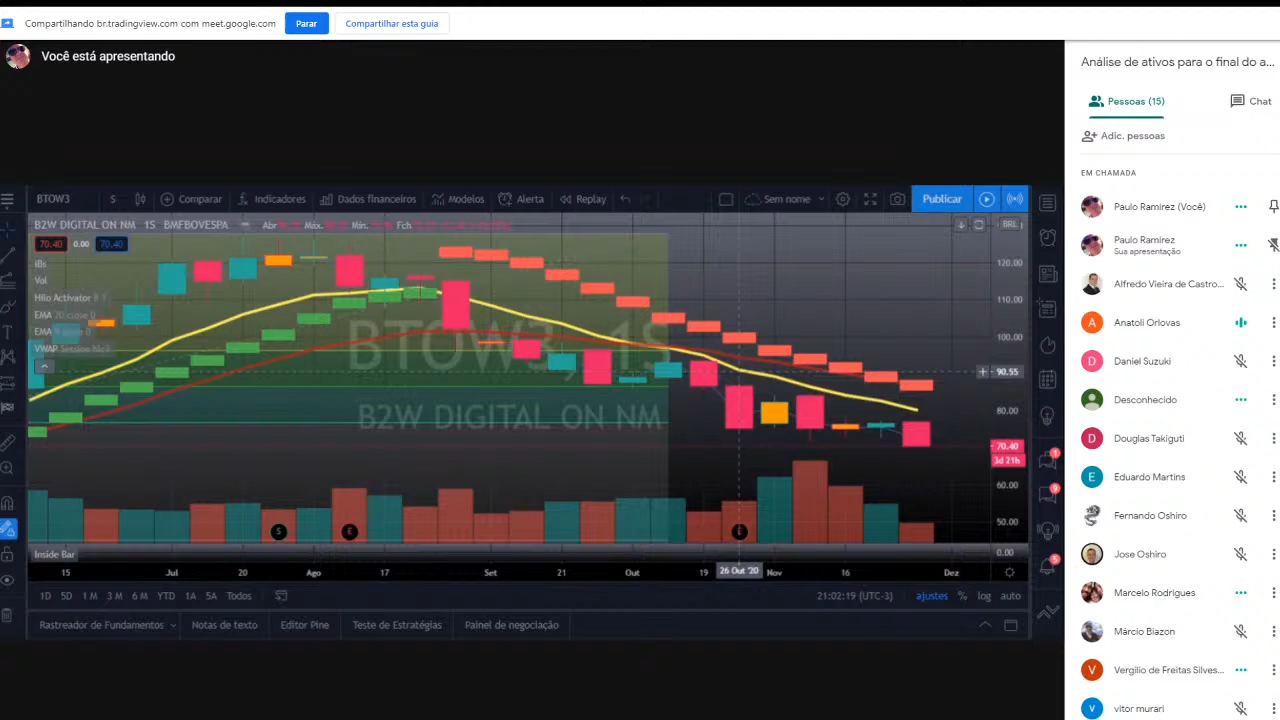 Compartilhando br.tradingview.com com meet.google.com Parar Compartilhar esta guia
Você está apresentando
Análise de ativos para o final do a...
Pessoas (15) Chat
Adic. pessoas
EM CHAMADA
Paulo Ramirez (Você)
Paulo Ramirez
Sua apresentação
Alfredo Vieira de Castro...
A Anatoli Orlovas
D Daniel Suzuki
Desconhecido
D Douglas Takiguti
E Eduardo Martins
Fernando Oshiro
Jose Oshiro
Marcelo Rodrigues
Márcio Biazon
V Vergílio de Freitas Silves...
V vitor murari
BTOW3 S Comparar Indicadores Dados financeiros Modelos Alerta Replay Sem nome Publicar
B2W DIGITAL ON NM 1S BMFBOVESPA Abr Máx. Mín. Fch BRL
70.40 0.00 70.40
iBs
Vol
Hilo Activator
EMA
EMA
VWAP Session hlc3
BTOW3, 1S
B2W DIGITAL ON NM
120.00
110.00
100.00
90.55
80.00
70.40
3d 21h
60.00
50.00
0.00
S E E
1
9
5
Inside Bar
15 Jul 20 Ago 17 Set 21 Out 19 26 Out '20 Nov 16 Dez
1D 5D 1 M 3 M 6 M YTD 1A 5A Todos 21:02:19 (UTC-3) ajustes % log auto
Rastreador de Fundamentos Notas de texto Editor Pine Teste de Estratégias Painel de negociação